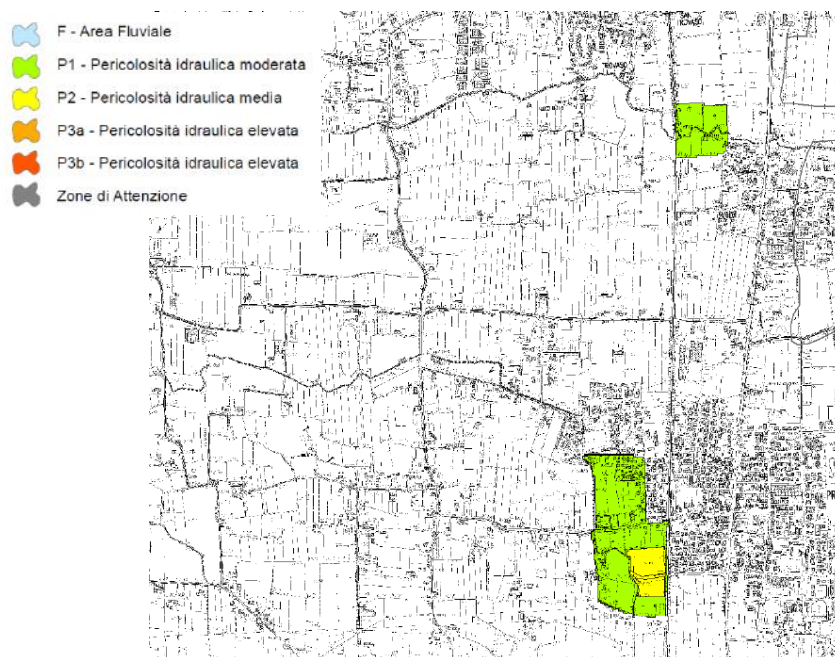 F - Area Fluviale
P1 - Pericolosità idraulica moderata
P2 - Pericolosità idraulica media
P3a - Pericolosità idraulica elevata
P3b - Pericolosità idraulica elevata
Zone di Attenzione